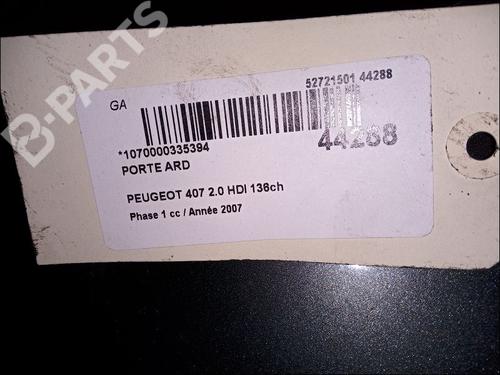 B-PARTS
52721501 44288
GA
44288
*1070000335394
PORTE ARD
PEUGEOT 407 2.0 HDI 136ch
Phase 1 cc / Année 2007